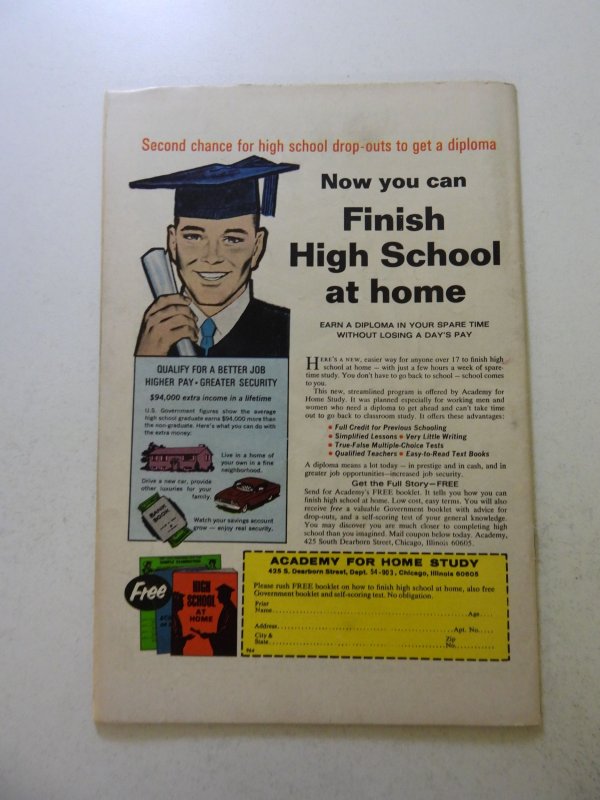 Second chance for high school drop-outs to get a diploma
Now you can
Finish
High School
at home
EARN A DIPLOMA IN YOUR SPARE TIME
WITHOUT LOSING A DAY'S PAY
HERE'S A NEW, easier way for anyone over 17 to finish high
school at home – with just a few hours a week of spare-
time study. You don't have to go back to school – school comes
to you.
This new, streamlined program is offered by Academy for
Home Study. It was planned especially for working men and
women who need a diploma to get ahead and can't take time
out to go back to classroom study. It offers these advantages:
• Full Credit for Previous Schooling
• Simplified Lessons • Very Little Writing
• True-False Multiple-Choice Tests
• Qualified Teachers • Easy-to-Read Text Books
A diploma means a lot today – in prestige and in cash, and in
greater job opportunities–increased job security.
Get the Full Story–FREE
Send for Academy's FREE booklet. It tells you how you can
finish high school at home. Low cost, easy terms. You will also
receive free a valuable Government booklet with advice for
drop-outs, and a self-scoring test of your general knowledge.
You may discover you are much closer to completing high
school than you imagined. Mail coupon below today. Academy,
425 South Dearborn Street, Chicago, Illinois 60605.
QUALIFY FOR A BETTER JOB
HIGHER PAY • GREATER SECURITY
$94,000 extra income in a lifetime
U.S. Government figures show the average
high school graduate earns $94,000 more than
the non-graduate. Here's what you can do with
the extra money:
Live in a home of
your own in a fine
neighborhood.
Drive a new car, provide
other luxuries for your
family.
BANK
BOOK
Watch your savings account
grow – enjoy real security.
Free
HIGH
SCHOOL
AT
HOME
ACADEMY FOR HOME STUDY
425 S. Dearborn Street, Dept. 54-903, Chicago, Illinois 60605
Please rush FREE booklet on how to finish high school at home, also free
Government booklet and self-scoring test. No obligation.
Print
Name Age
Address Apt. No.
City & Zip
State No.